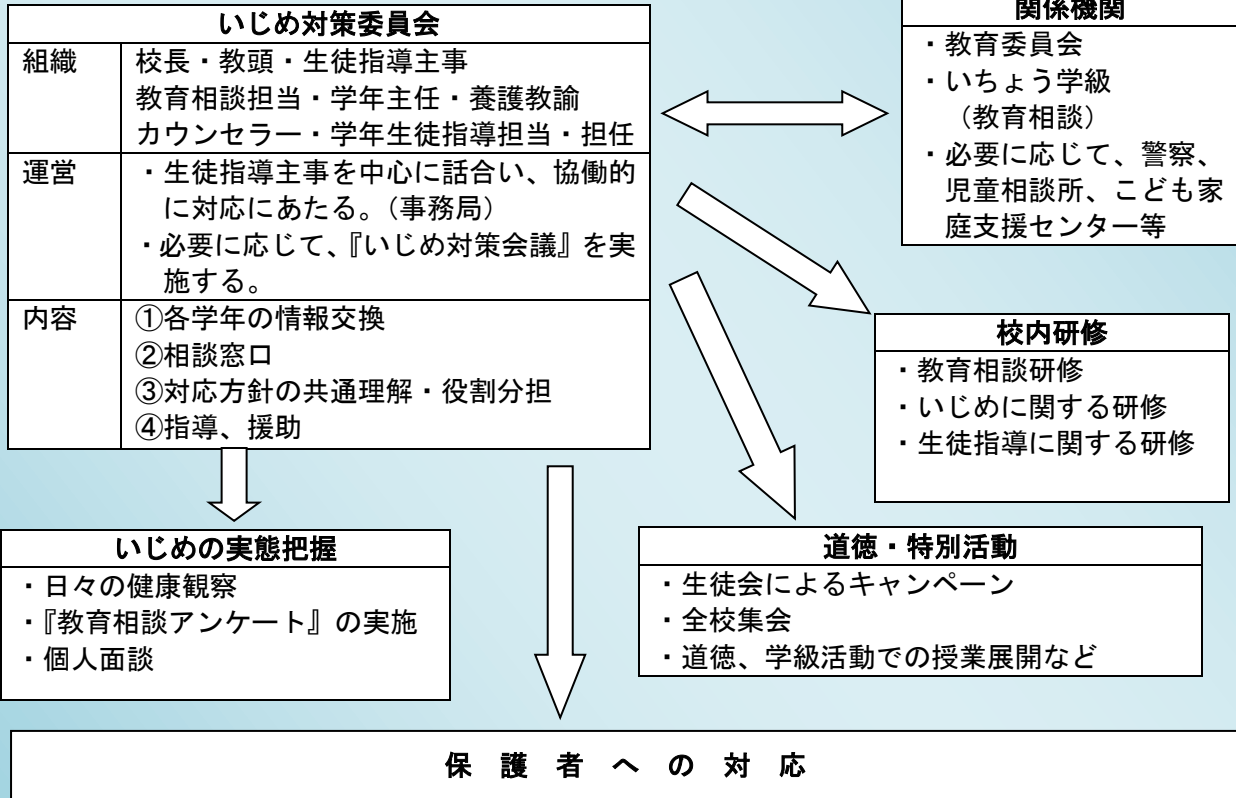 いじめ対策委員会
組織
校長・教頭・生徒指導主事
教育相談担当・学年主任・養護教諭
カウンセラー・学年生徒指導担当・担任
運営
・生徒指導主事を中心に話合い、協働的
に対応にあたる。（事務局）
・必要に応じて、『いじめ対策会議』を実
施する。
内容
①各学年の情報交換
②相談窓口
③対応方針の共通理解・役割分担
④指導、援助
関係機関
・教育委員会
・いちょう学級
（教育相談）
・必要に応じて、警察、
児童相談所、こども家
庭支援センター等
校内研修
・教育相談研修
・いじめに関する研修
・生徒指導に関する研修
いじめの実態把握
・日々の健康観察
・『教育相談アンケート』の実施
・個人面談
道徳・特別活動
・生徒会によるキャンペーン
・全校集会
・道徳、学級活動での授業展開など
保護者への対応